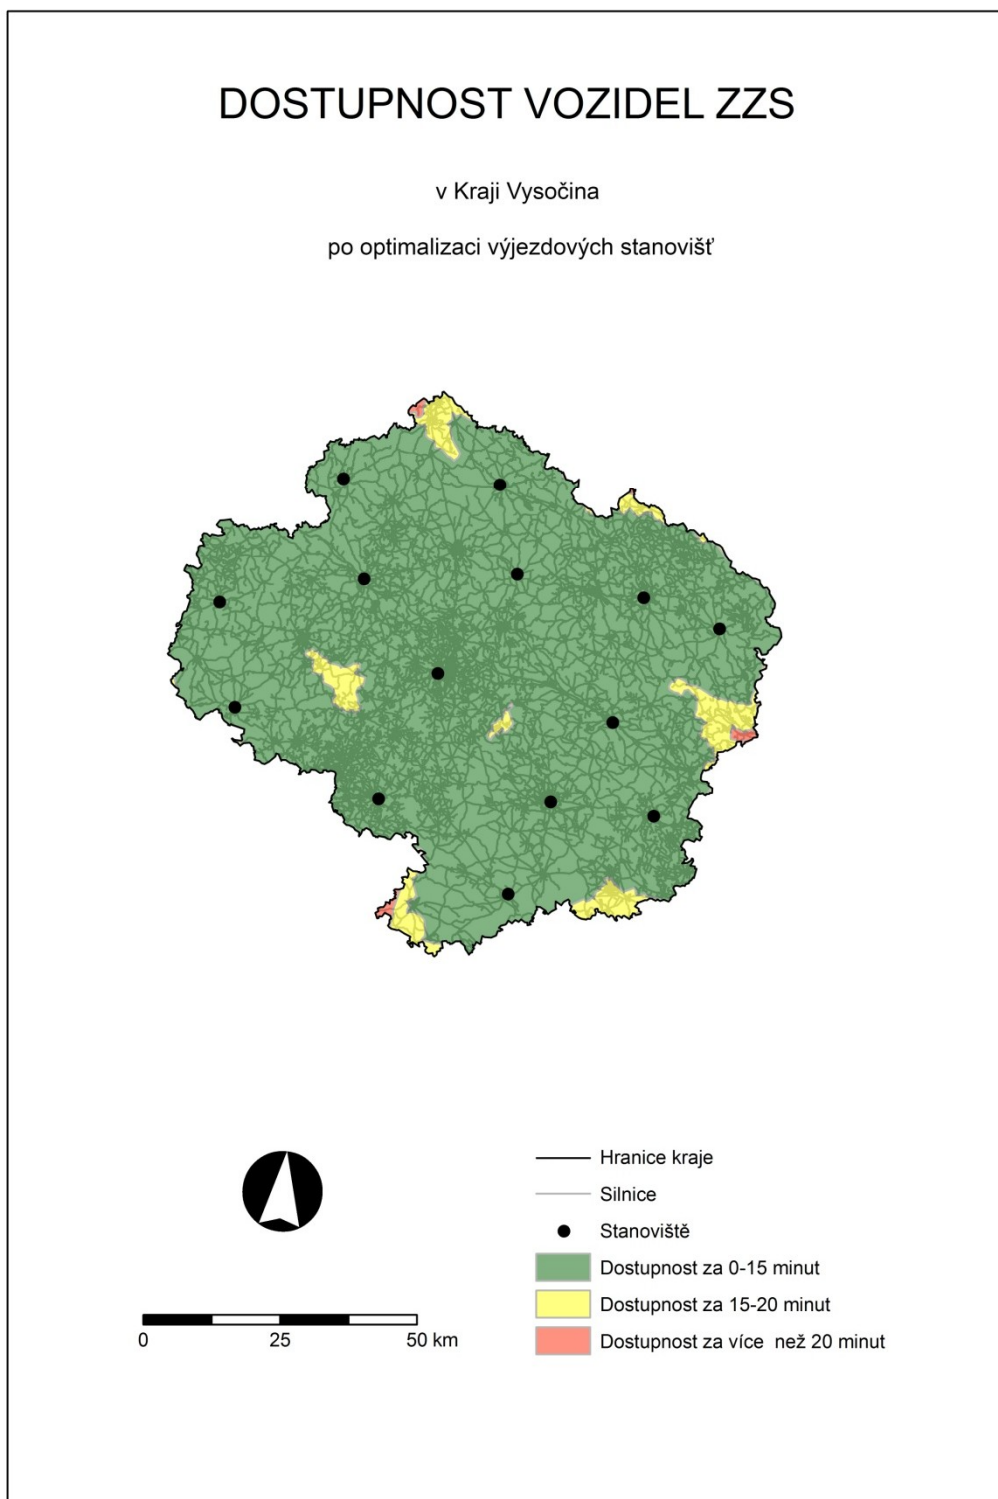 DOSTUPNOST VOZIDEL ZZS
v Kraji Vysočina
po optimalizaci výjezdových stanovišť
Hranice kraje
Silnice
Stanoviště
Dostupnost za 0-15 minut
Dostupnost za 15-20 minut
Dostupnost za více  než 20 minut
0 25 50 km